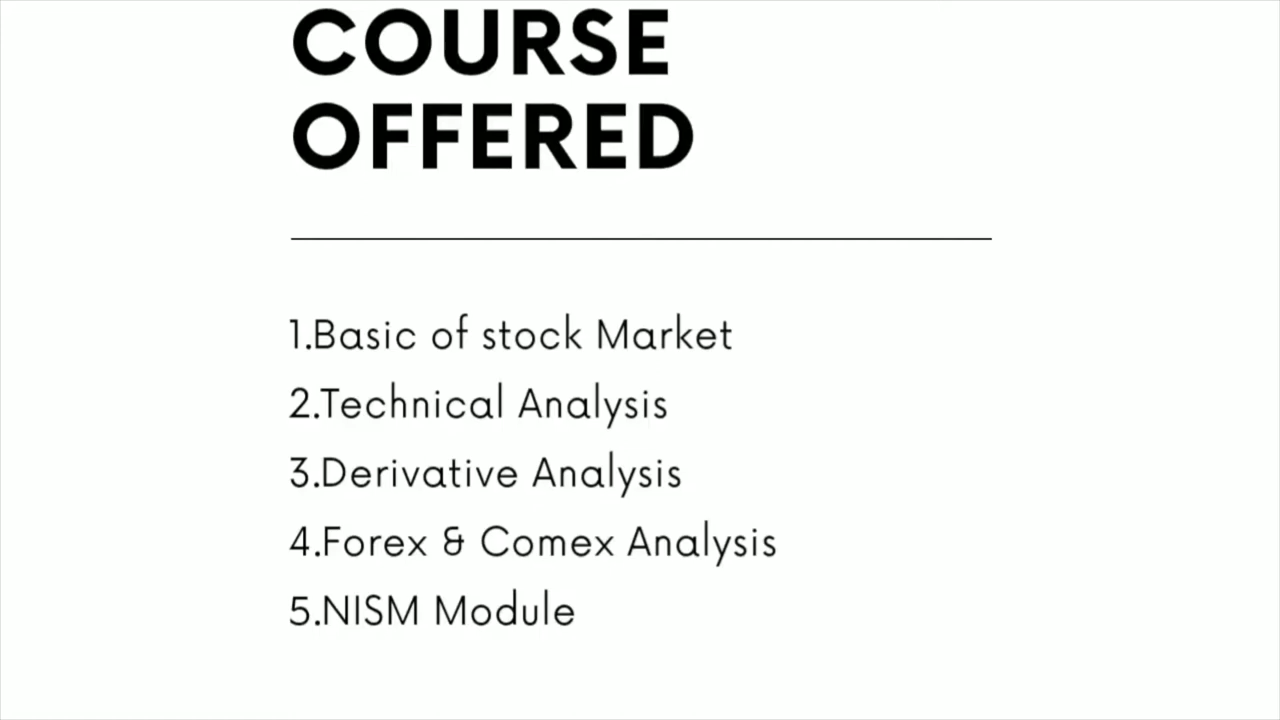 COURSE
OFFERED
1.Basic of stock Market
2.Technical Analysis
3.Derivative Analysis
4.Forex & Comex Analysis
5.NISM Module